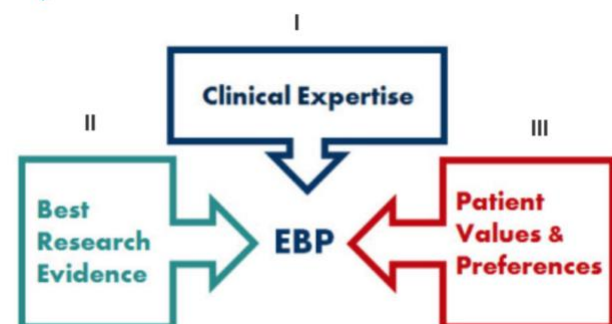 I
Clinical Expertise
II
III
Best
Research
Evidence
EBP
Patient
Values &
Preferences